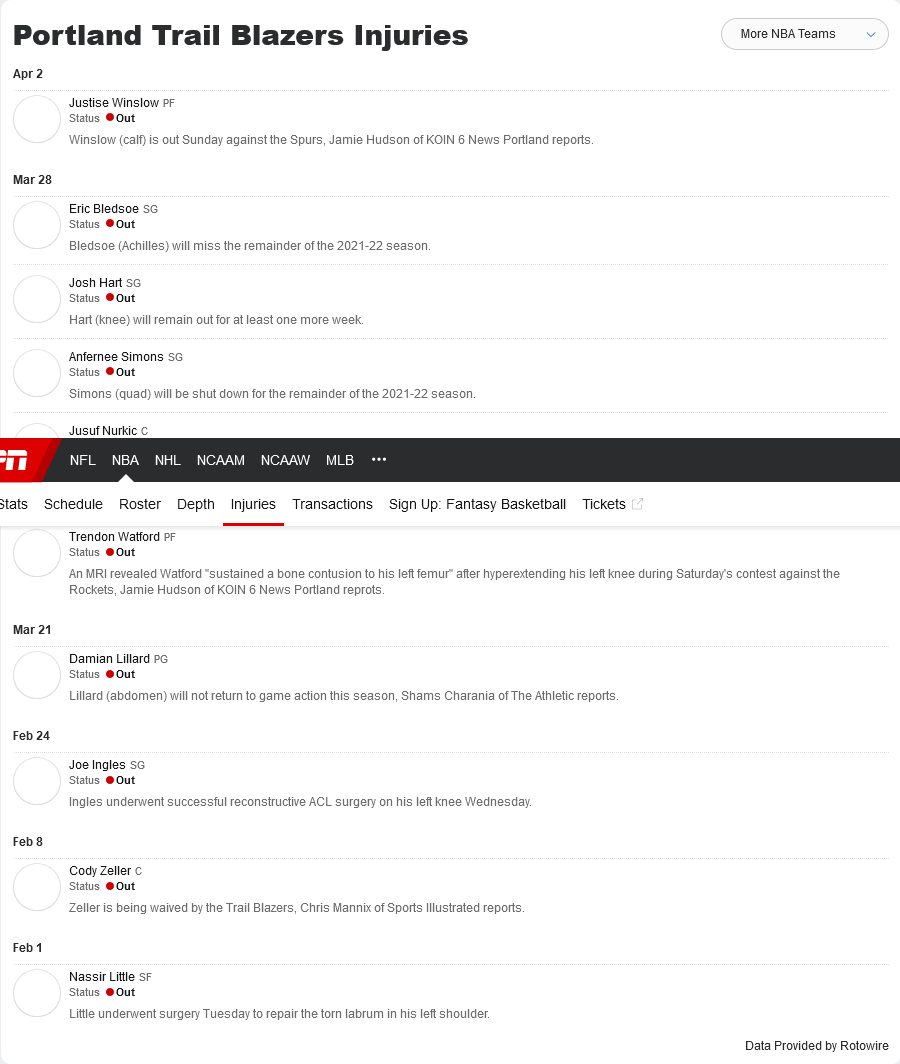 Portland Trail Blazers Injuries
More NBA Teams
Apr 2
Justise Winslow PF
Status Out
Winslow (calf) is out Sunday against the Spurs, Jamie Hudson of KOIN 6 News Portland reports.
Mar 28
Eric Bledsoe SG
Status Out
Bledsoe (Achilles) will miss the remainder of the 2021-22 season.
Josh Hart SG
Status Out
Hart (knee) will remain out for at least one more week.
Anfernee Simons SG
Status Out
Simons (quad) will be shut down for the remainder of the 2021-22 season.
Jusuf Nurkic C
NFL NBA NHL NCAAM NCAAW MLB •••
Stats Schedule Roster Depth Injuries Transactions Sign Up: Fantasy Basketball Tickets
Trendon Watford PF
Status Out
An MRI revealed Watford "sustained a bone contusion to his left femur" after hyperextending his left knee during Saturday's contest against the
Rockets, Jamie Hudson of KOIN 6 News Portland reprots.
Mar 21
Damian Lillard PG
Status Out
Lillard (abdomen) will not return to game action this season, Shams Charania of The Athletic reports.
Feb 24
Joe Ingles SG
Status Out
Ingles underwent successful reconstructive ACL surgery on his left knee Wednesday.
Feb 8
Cody Zeller C
Status Out
Zeller is being waived by the Trail Blazers, Chris Mannix of Sports Illustrated reports.
Feb 1
Nassir Little SF
Status Out
Little underwent surgery Tuesday to repair the torn labrum in his left shoulder.
Data Provided by Rotowire